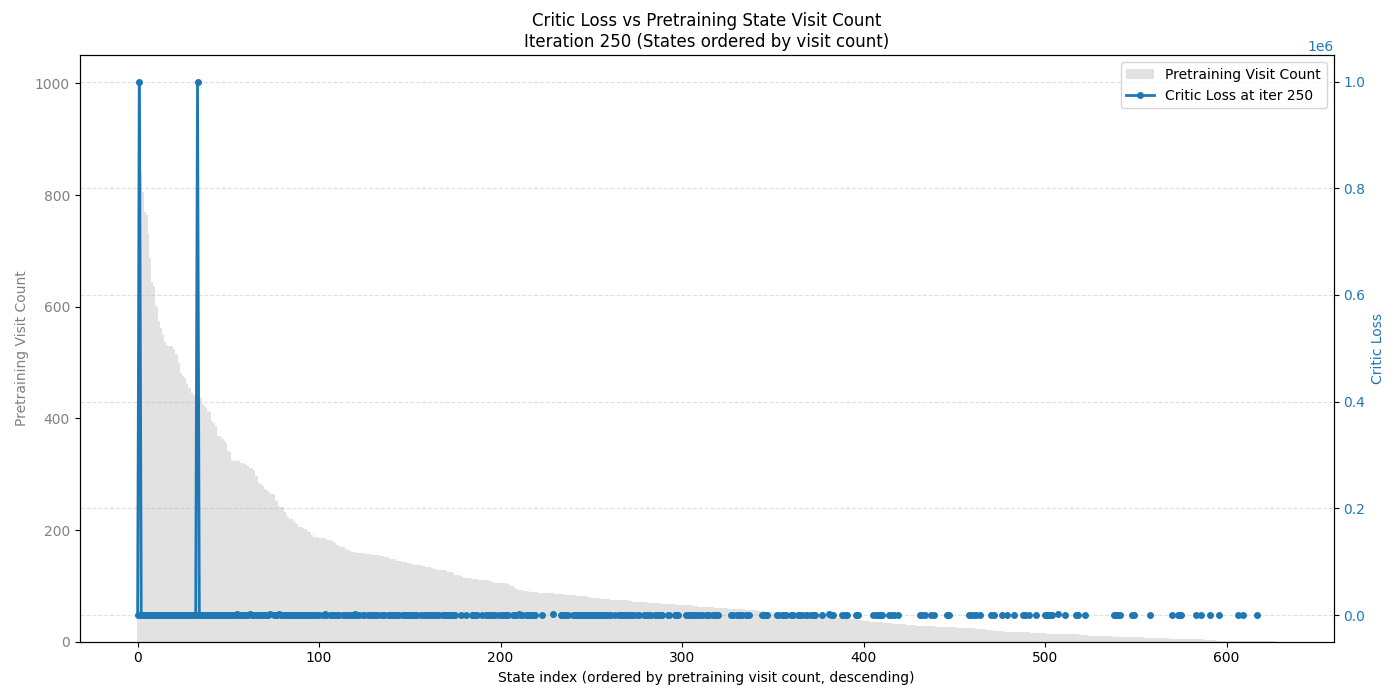 Critic Loss vs Pretraining State Visit Count
Iteration 250 (States ordered by visit count)
1e6
Pretraining Visit Count
Critic Loss at iter 250
1000
800
600
400
200
0
Pretraining Visit Count
1.0
0.8
0.6
0.4
0.2
0.0
Critic Loss
0 100 200 300 400 500 600
State index (ordered by pretraining visit count, descending)